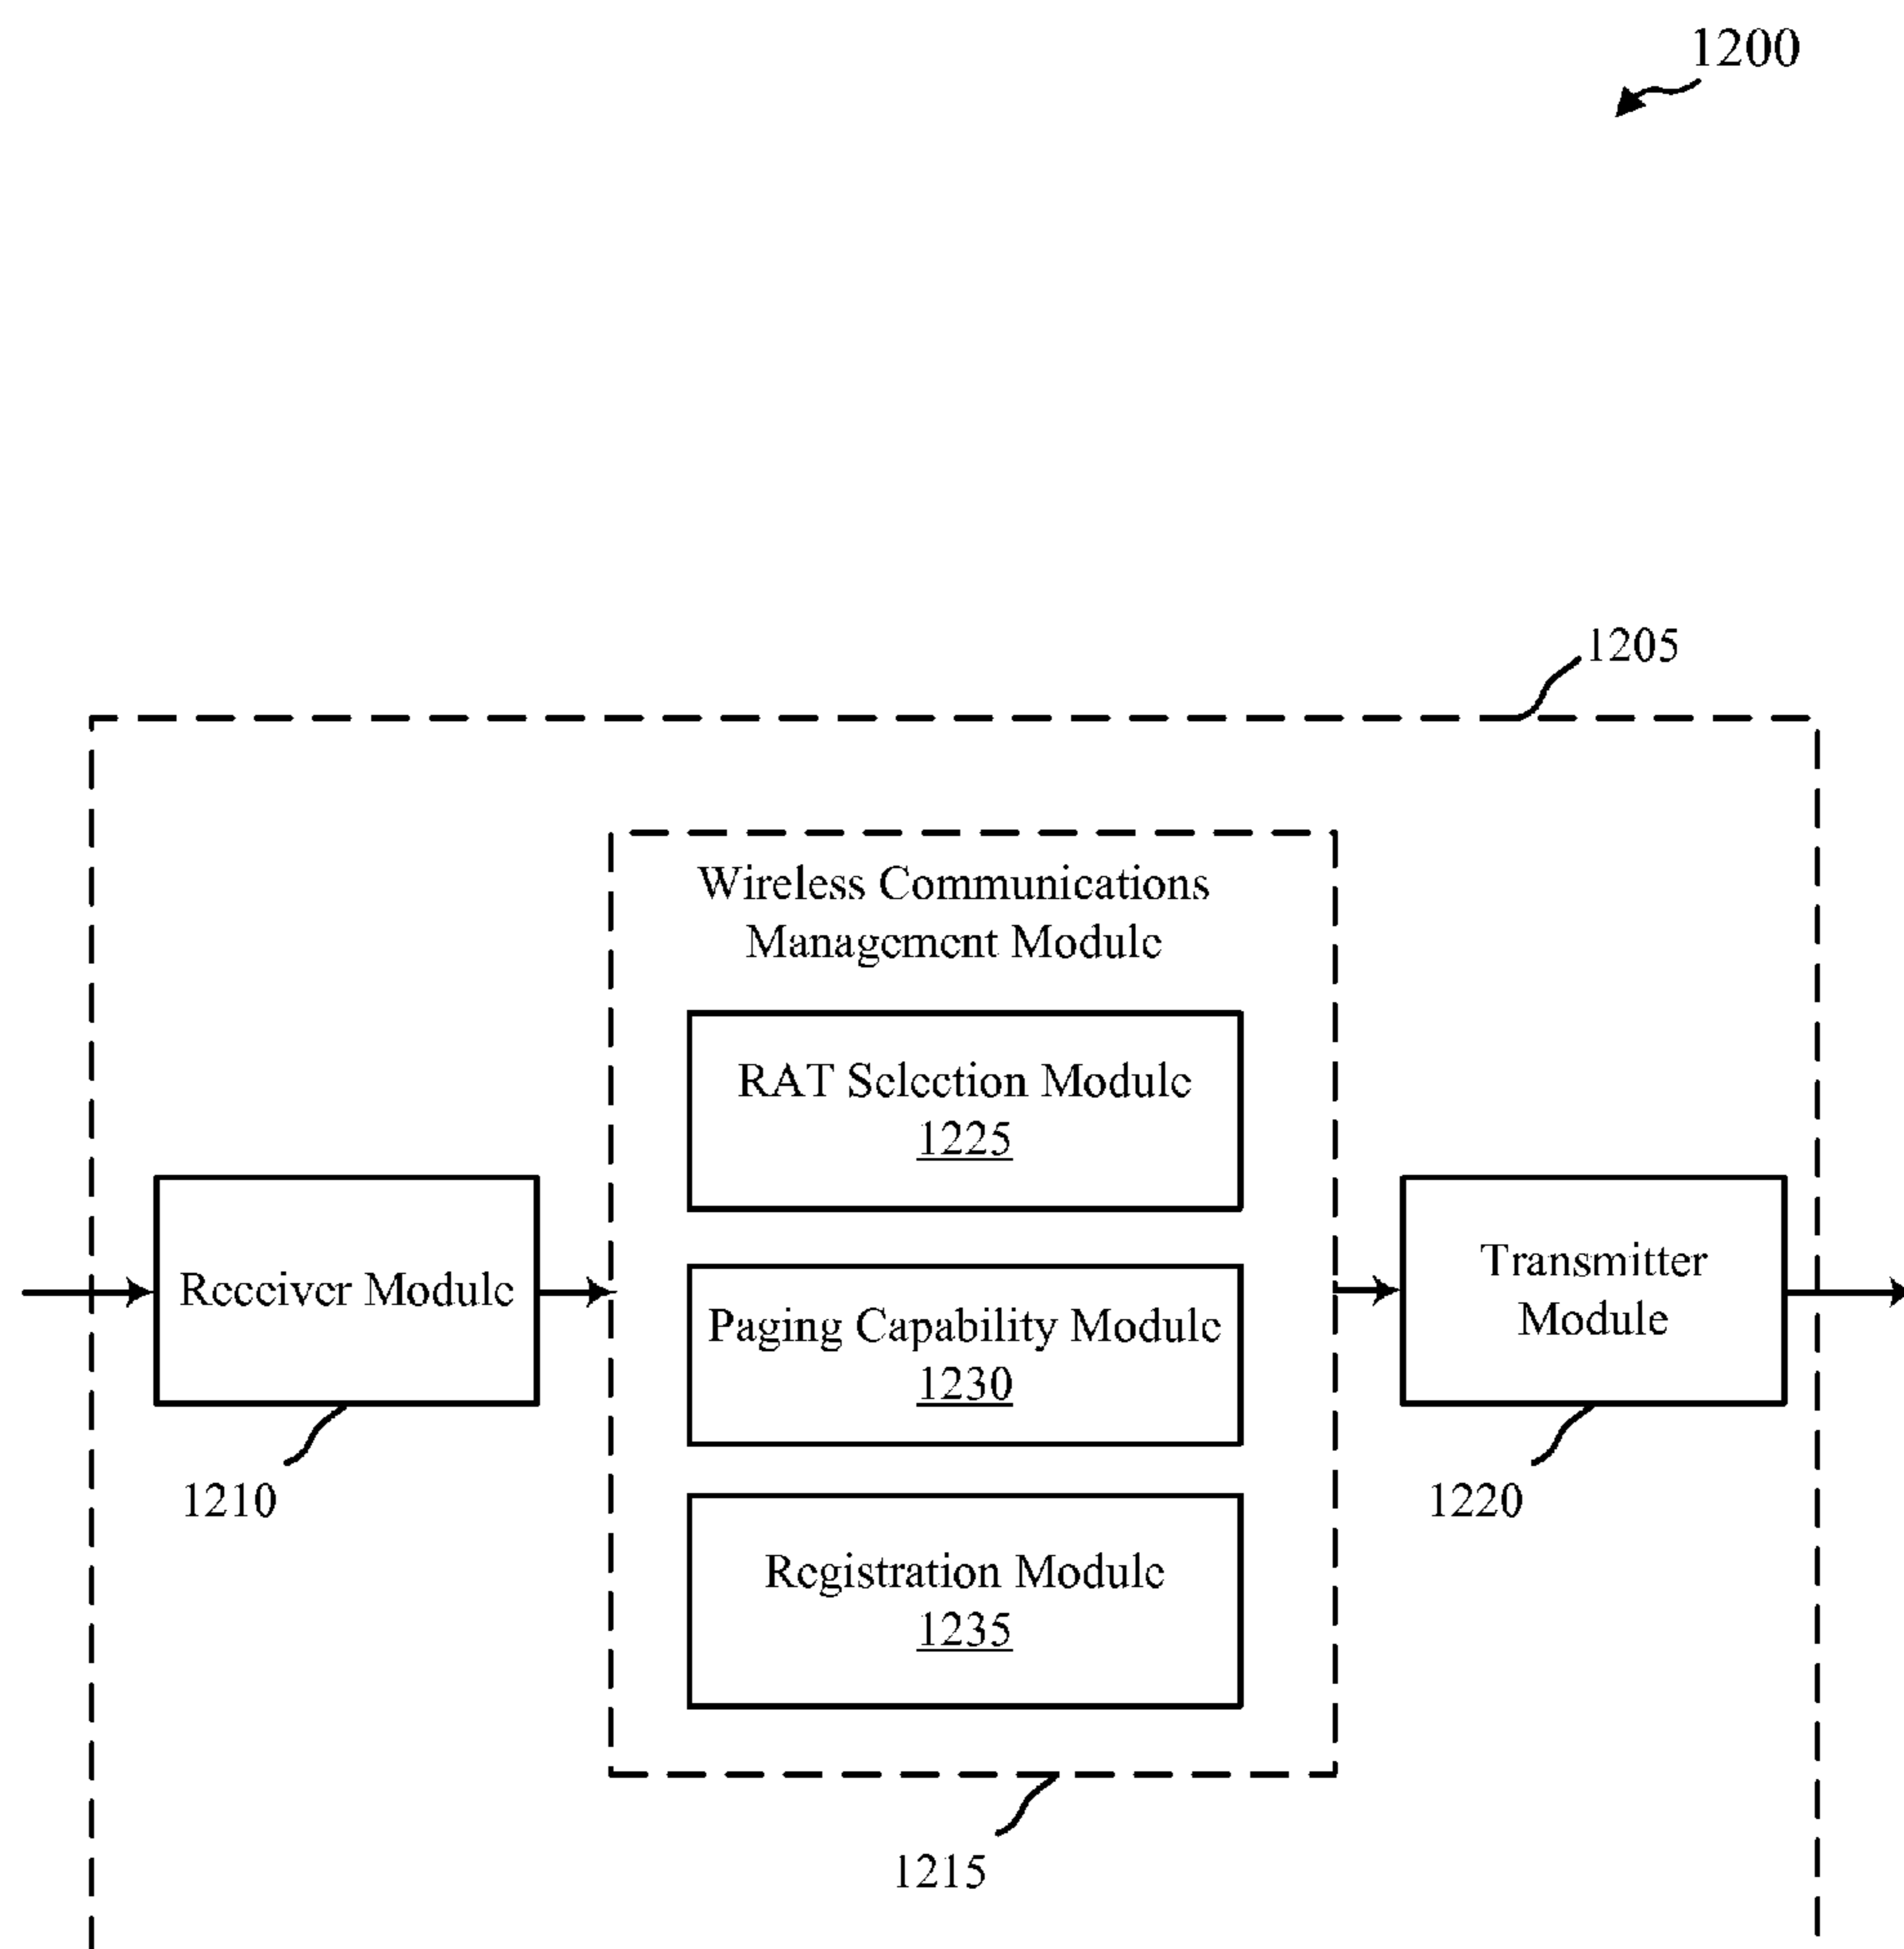 1200
1205
Wireless Communications
Management Module
RAT Selection Module
1225
Receiver Module
Paging Capability Module
1230
Transmitter
Module
1210
1220
Registration Module
1235
1215